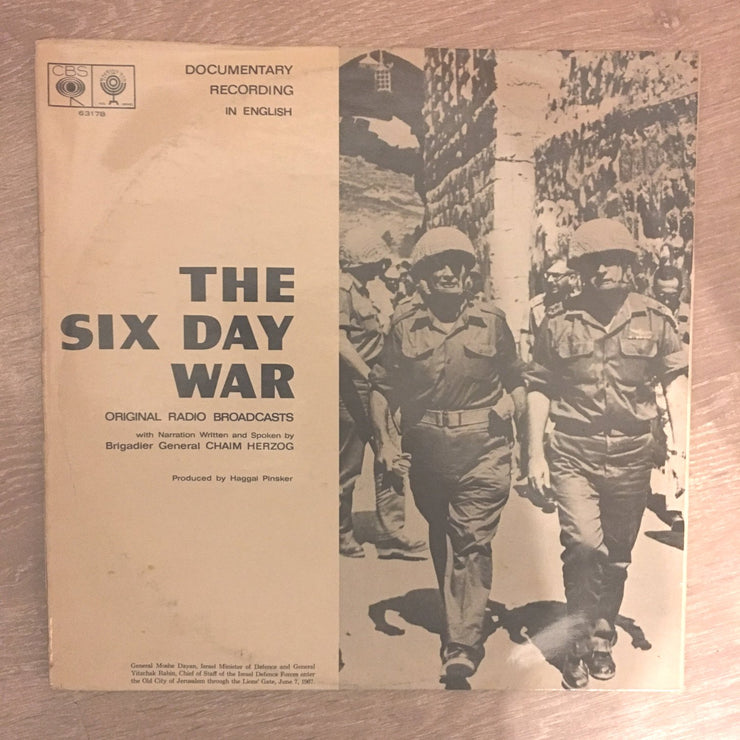 CBS
63178
DOCUMENTARY
RECORDING
IN ENGLISH
THE
SIX DAY
WAR
ORIGINAL RADIO BROADCASTS
with Narration Written and Spoken by
Brigadier General CHAIM HERZOG
Produced by Haggai Pinsker
General Moshe Dayan, Israel Minister of Defence and General
Yitzchak Rabin, Chief of Staff of the Israel Defence Forces enter
the Old City of Jerusalem through the Lions' Gate, June 7, 1967.